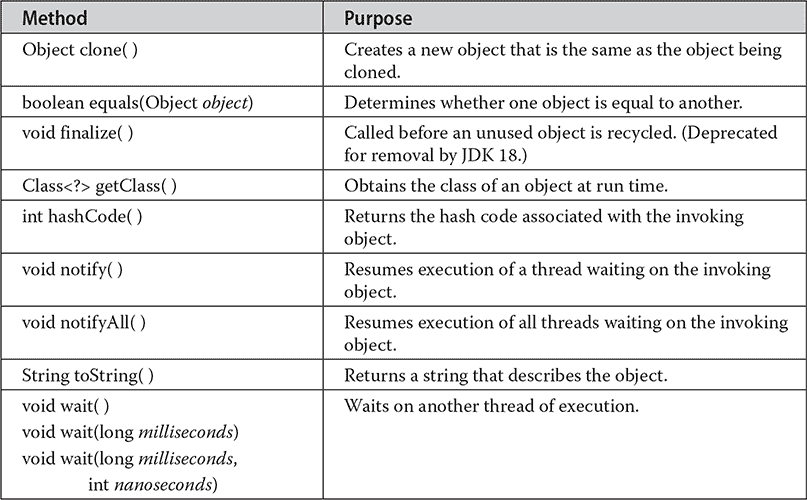 Method Purpose
Object clone( ) Creates a new object that is the same as the object being
cloned.
boolean equals(Object object) Determines whether one object is equal to another.
void finalize( ) Called before an unused object is recycled. (Deprecated
for removal by JDK 18.)
Class<?> getClass( ) Obtains the class of an object at run time.
int hashCode( ) Returns the hash code associated with the invoking
object.
void notify( ) Resumes execution of a thread waiting on the invoking
object.
void notifyAll( ) Resumes execution of all threads waiting on the invoking
object.
String toString( ) Returns a string that describes the object.
void wait( ) Waits on another thread of execution.
void wait(long milliseconds)
void wait(long milliseconds,
int nanoseconds)